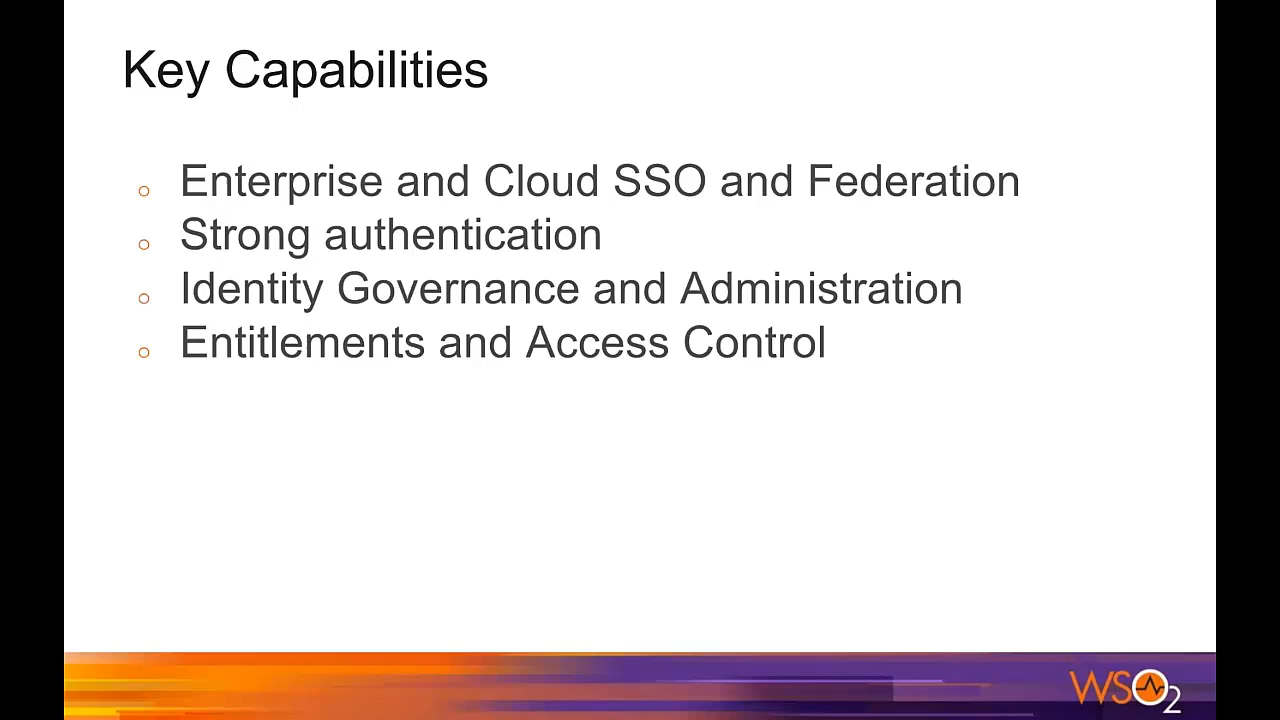 Key Capabilities
Enterprise and Cloud SSO and Federation
Strong authentication
Identity Governance and Administration
Entitlements and Access Control
WSO2